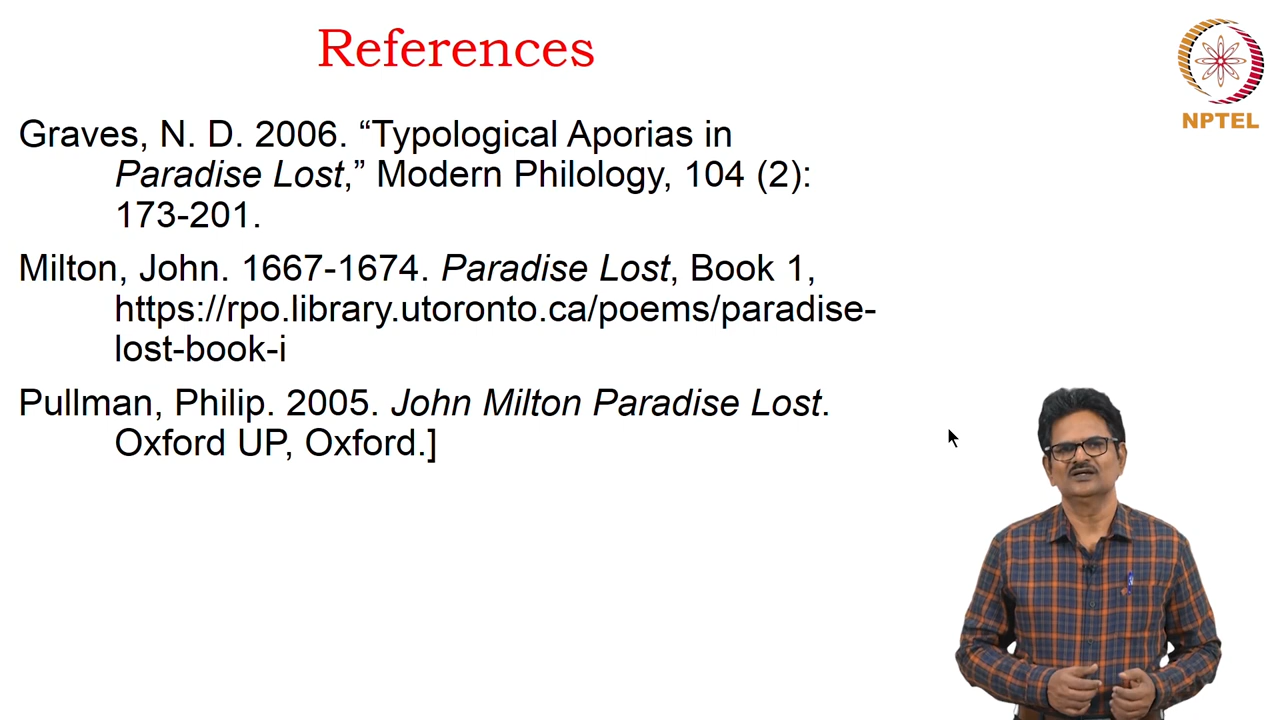 References
NPTEL
Graves, N. D. 2006. “Typological Aporias in
Paradise Lost,” Modern Philology, 104 (2):
173-201.
Milton, John. 1667-1674. Paradise Lost, Book 1,
https://rpo.library.utoronto.ca/poems/paradise-
lost-book-i
Pullman, Philip. 2005. John Milton Paradise Lost.
Oxford UP, Oxford.]